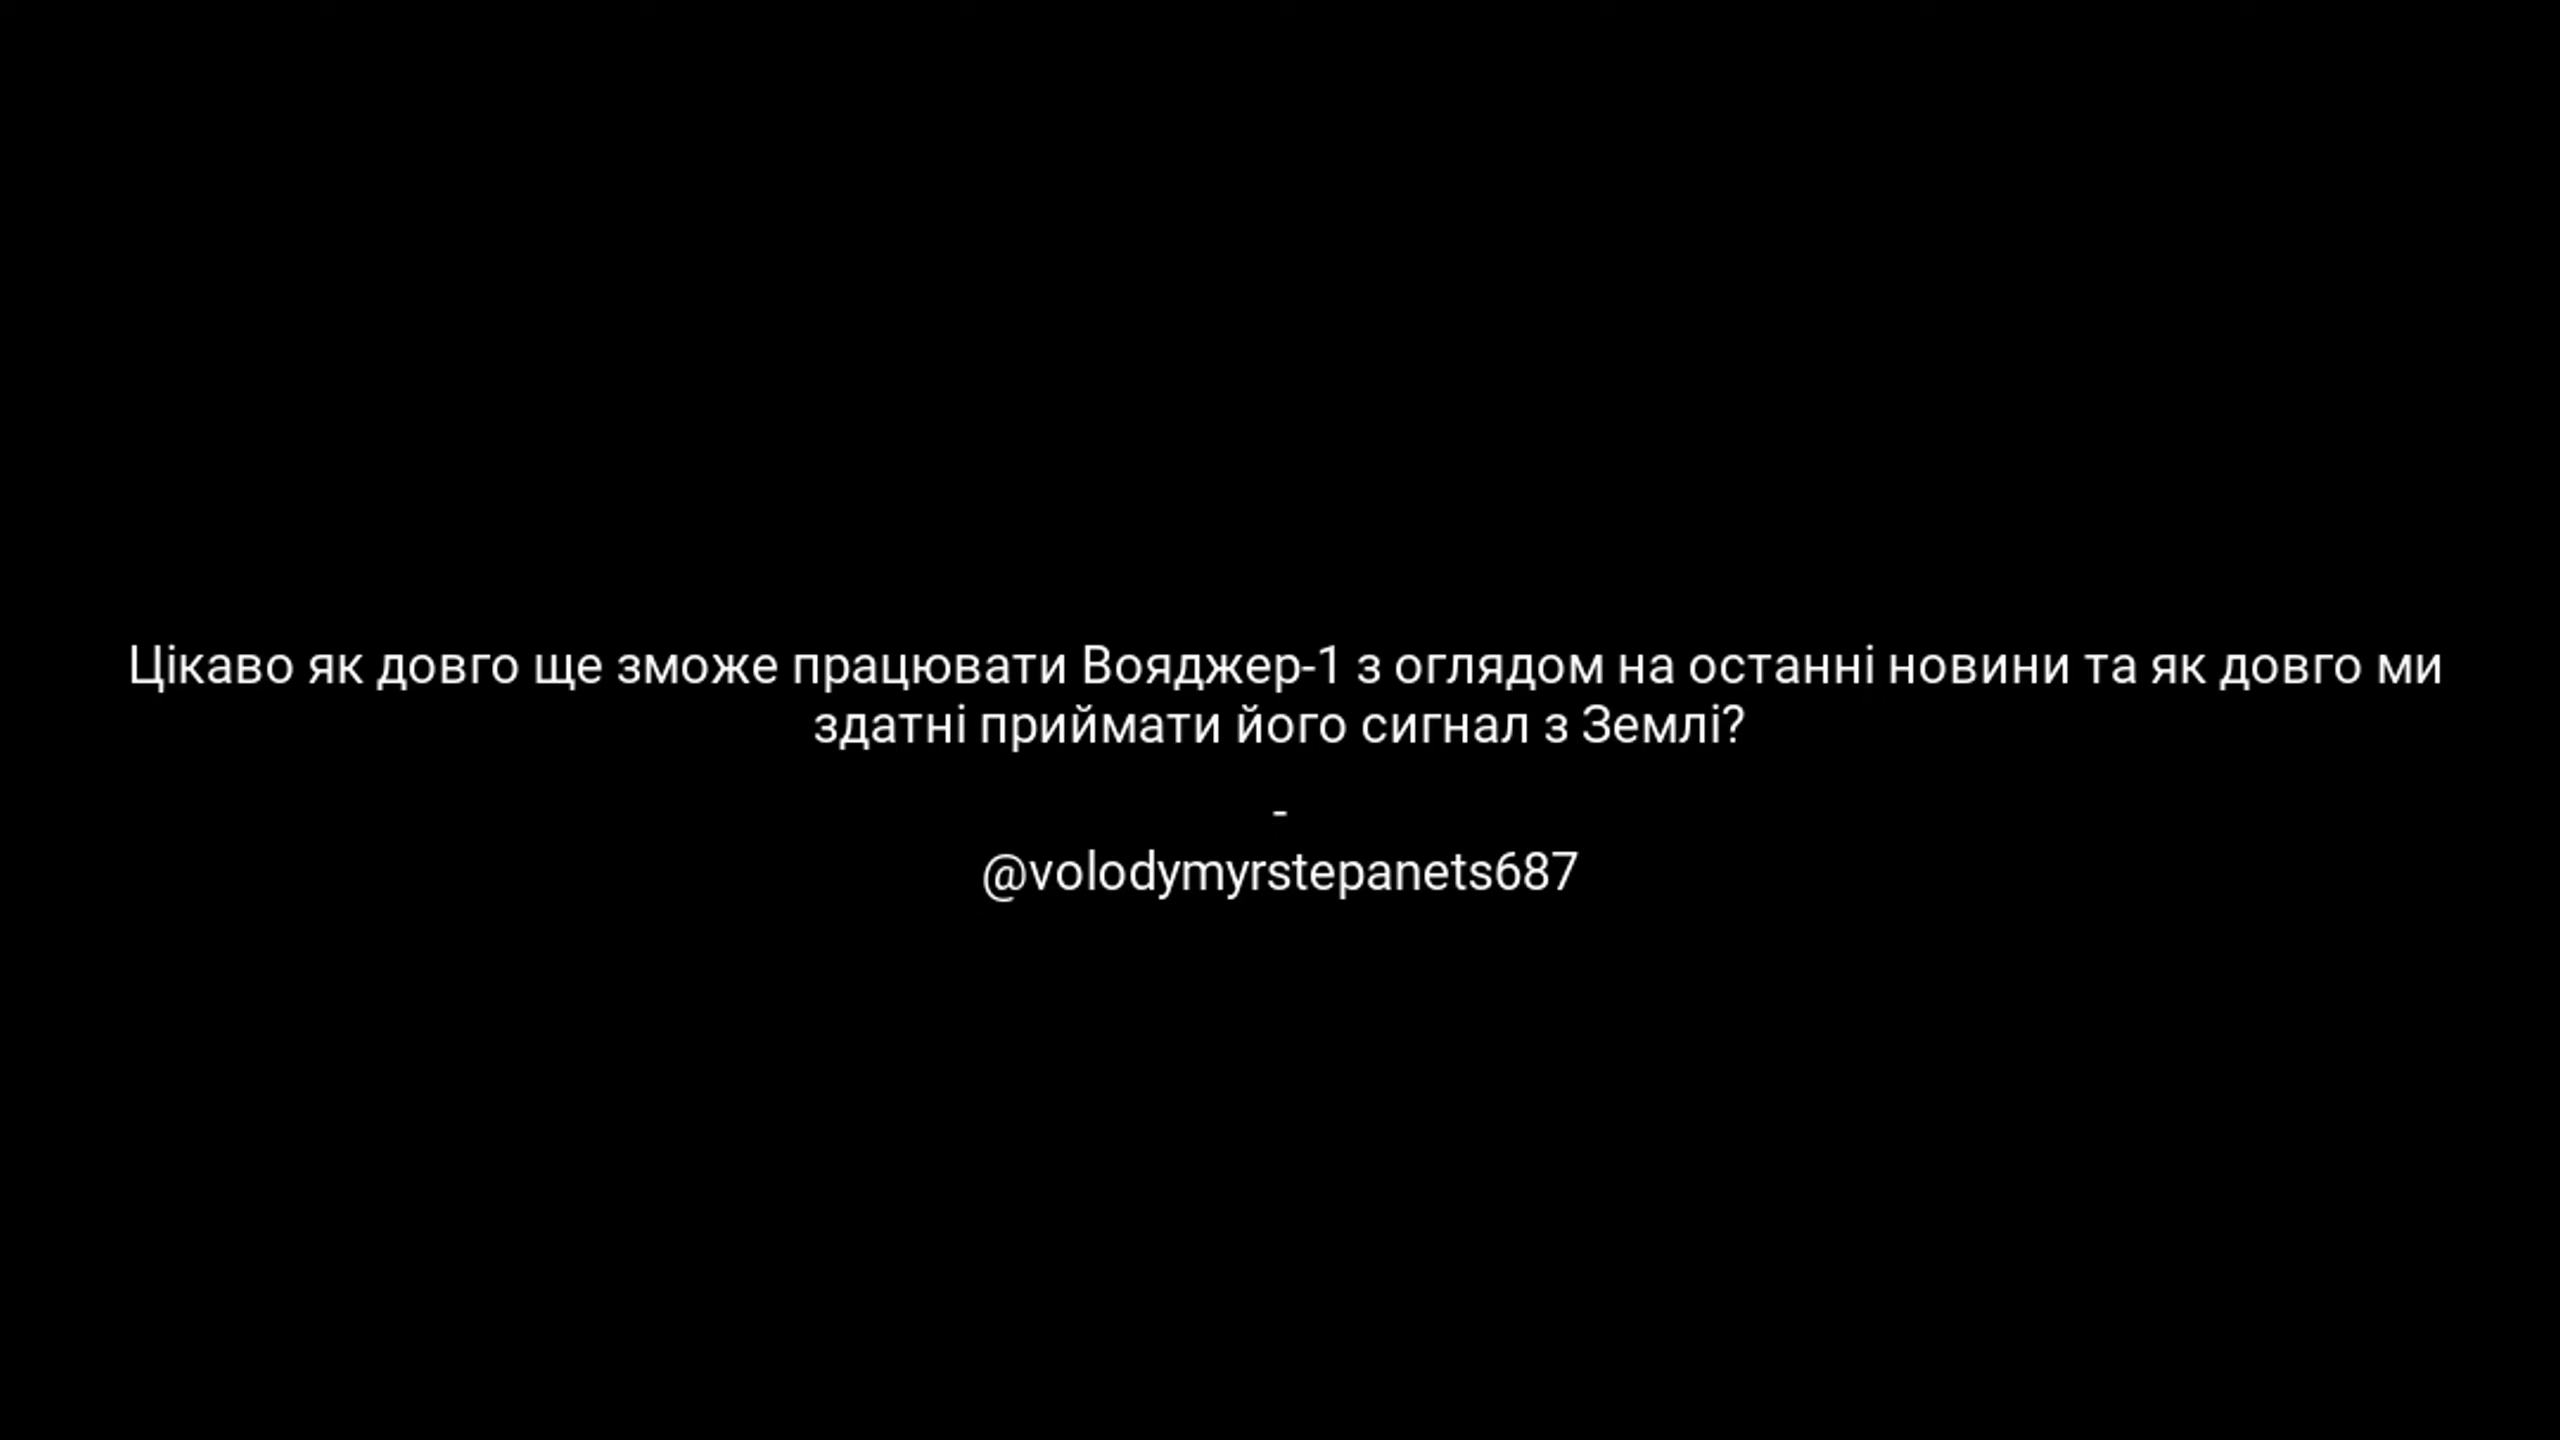 Цікаво як довго ще зможе працювати Вояджер-1 з оглядом на останні новини та як довго ми
здатні приймати його сигнал з Землі?
-
@volodymyrstepanets687